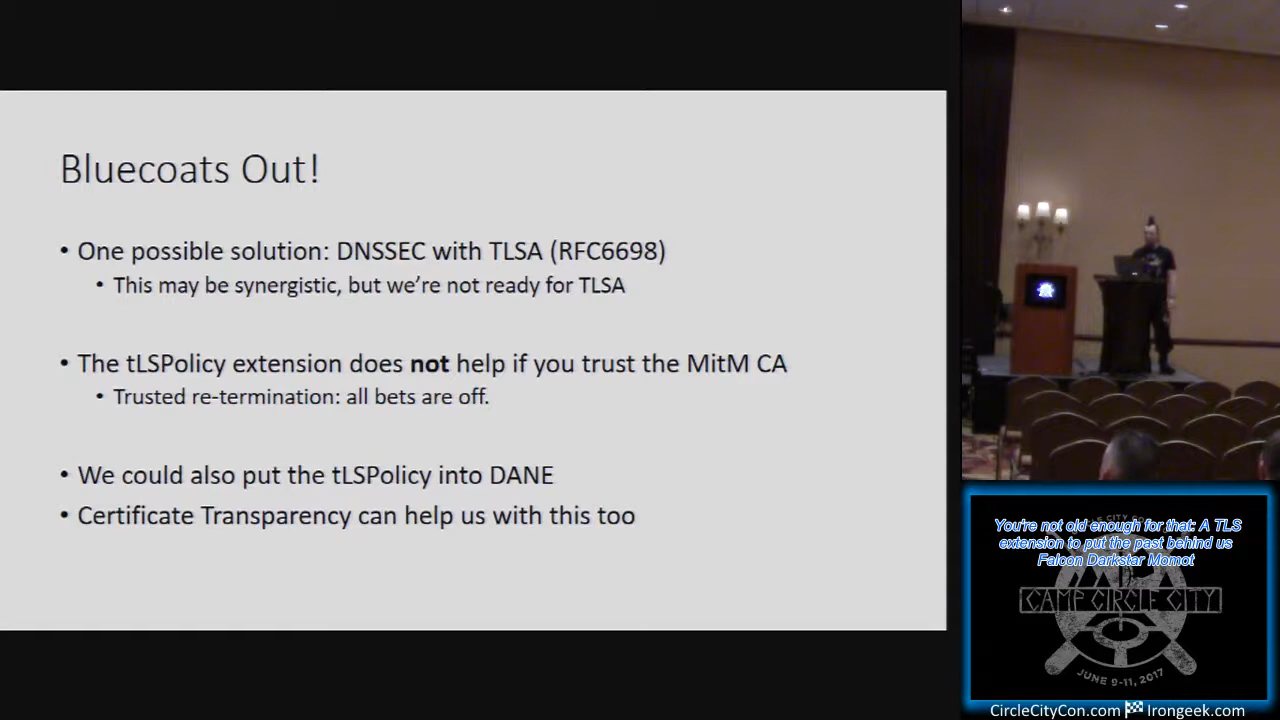 Bluecoats Out!
• One possible solution: DNSSEC with TLSA (RFC6698)
• This may be synergistic, but we're not ready for TLSA
• The tLSPolicy extension does not help if you trust the MitM CA
• Trusted re-termination: all bets are off.
• We could also put the tLSPolicy into DANE
• Certificate Transparency can help us with this too
You're not old enough for that: A TLS
extension to put the past behind us
Falcon Darkstar Momot
CAMP CIRCLE CITY
JUNE 9-11, 2017
CircleCityCon.com Irongeek.com